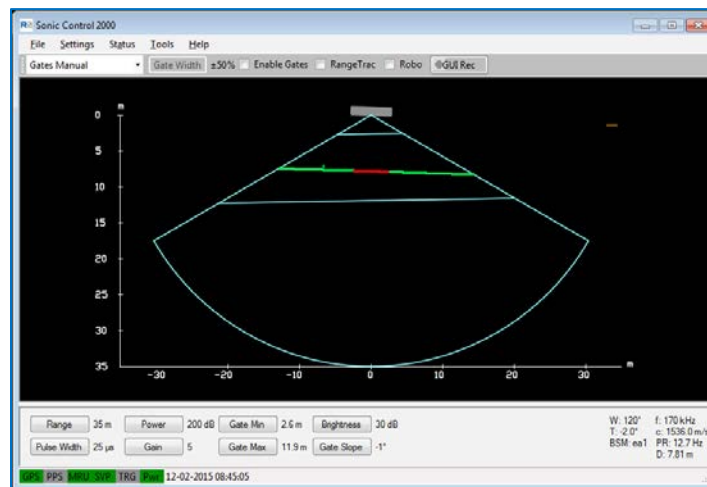 Sonic Control 2000
File Settings Status Tools Help
Gates Manual Gate Width ±50% Enable Gates RangeTrac Robo GUI Rec
m
0
5
10
15
20
25
30
35
-30 -20 -10 0 10 20 30 m
Range 35 m Power 200 dB Gate Min 2.6 m Brightness 30 dB
Pulse Width 25 µs Gain 5 Gate Max 11.9 m Gate Slope -1°
W: 120° f: 170 kHz
T: -2.0° c: 1536.0 m/s
BSM: ea1 PR: 12.7 Hz
D: 7.81 m
GPS PPS MRU SVP TRG Pwr 12-02-2015 08:45:05